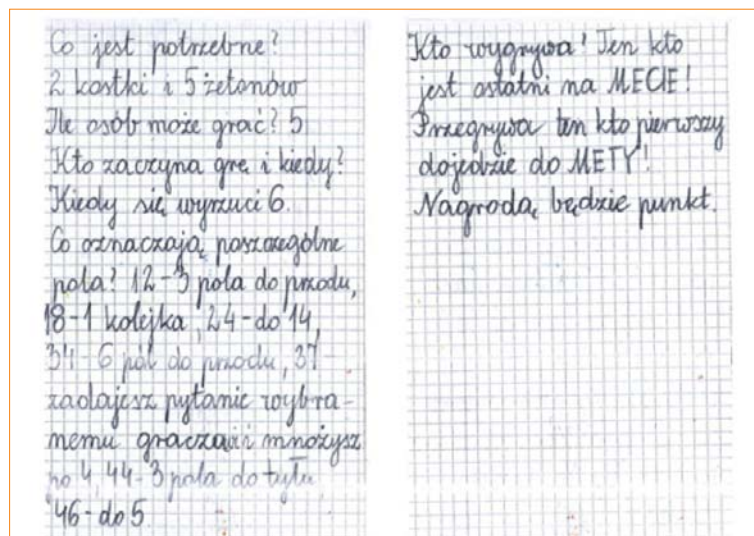 Co jest potrzebne?
2 kostki i 5 żetonów
Ile osób może grać? 5
Kto zaczyna grę i kiedy?
Kiedy się wyrzuci 6.
Co oznaczają poszczególne
pola? 12-3 pola do przodu,
18-1 kolejka, 24-do 14,
34-6 pól do przodu, 37-
zadajesz pytanie wybra-
nemu graczowi mnożysz
po 4, 44-3 pola do tyłu,
46-do 5
Kto wygrywa? Ten kto
jest ostatni na MECIE!
Przegrywa ten kto pierwszy
dojedzie do METY!
Nagrodą będzie punkt.